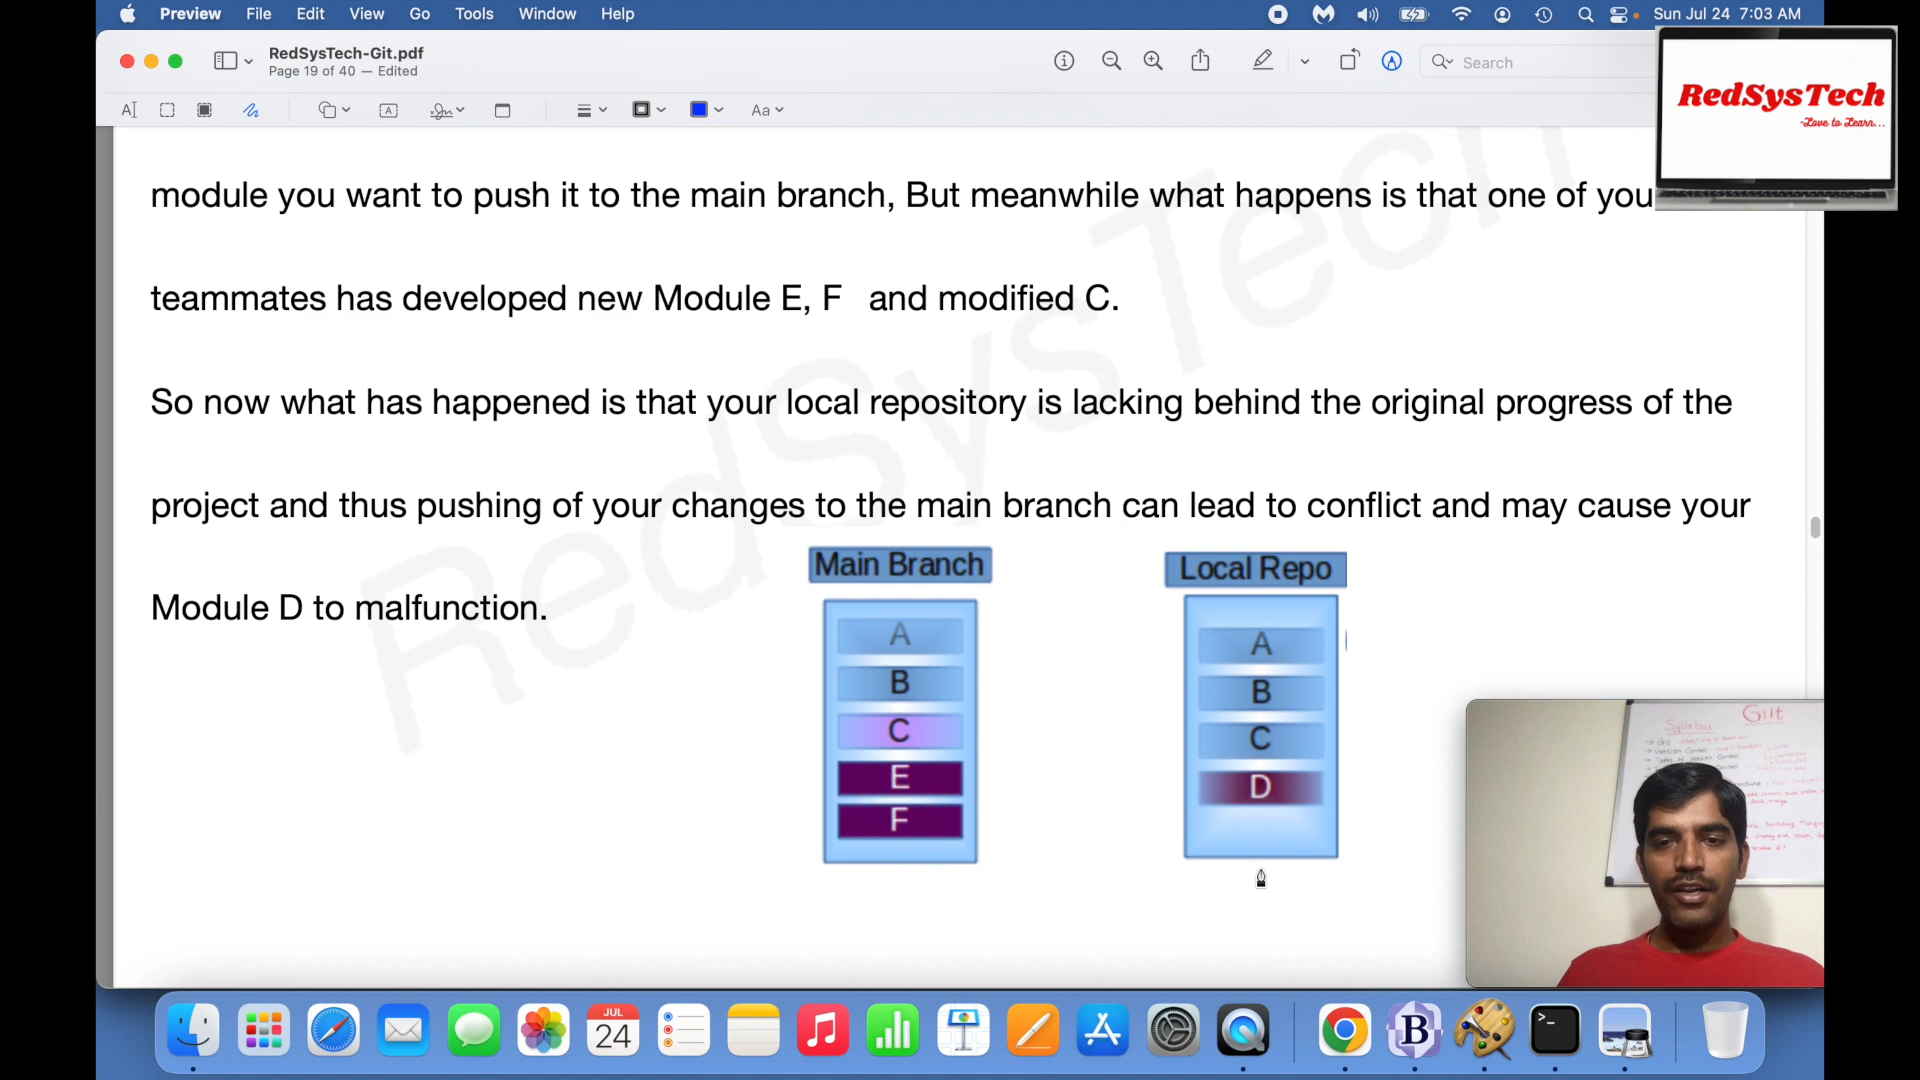 Preview File Edit View Go Tools Window Help Sun Jul 24 7:03 AM
RedSysTech-Git.pdf
Page 19 of 40 — Edited
Search
RedSysTech
-Love to Learn...
Aa
module you want to push it to the main branch, But meanwhile what happens is that one of you
teammates has developed new Module E, F and modified C.
So now what has happened is that your local repository is lacking behind the original progress of the
project and thus pushing of your changes to the main branch can lead to conflict and may cause your
Module D to malfunction.
RedSysTech
Main Branch
A
B
C
E
F
Local Repo
A
B
C
D
Syllabus
Giit
JUL
24